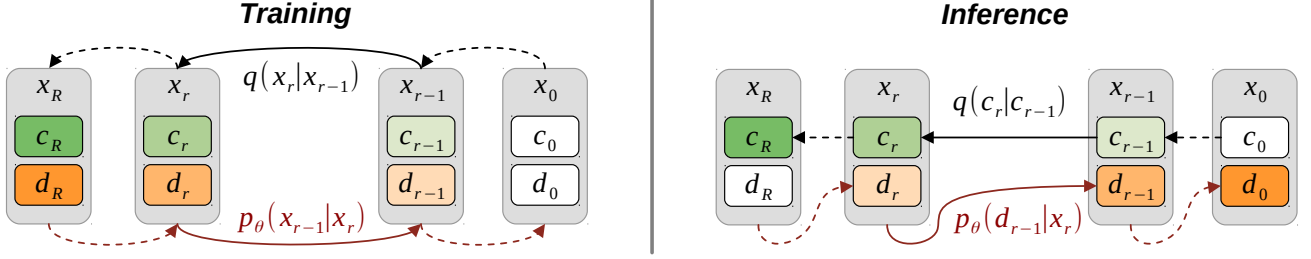 Training
x_R x_r q(x_r|x_{r−1}) x_{r−1} x_0
c_R c_r c_{r−1} c_0
d_R d_r d_{r−1} d_0
p_θ(x_{r−1}|x_r)
Inference
x_R x_r q(c_r|c_{r−1}) x_{r−1} x_0
c_R c_r c_{r−1} c_0
d_R d_r d_{r−1} d_0
p_θ(d_{r−1}|x_r)